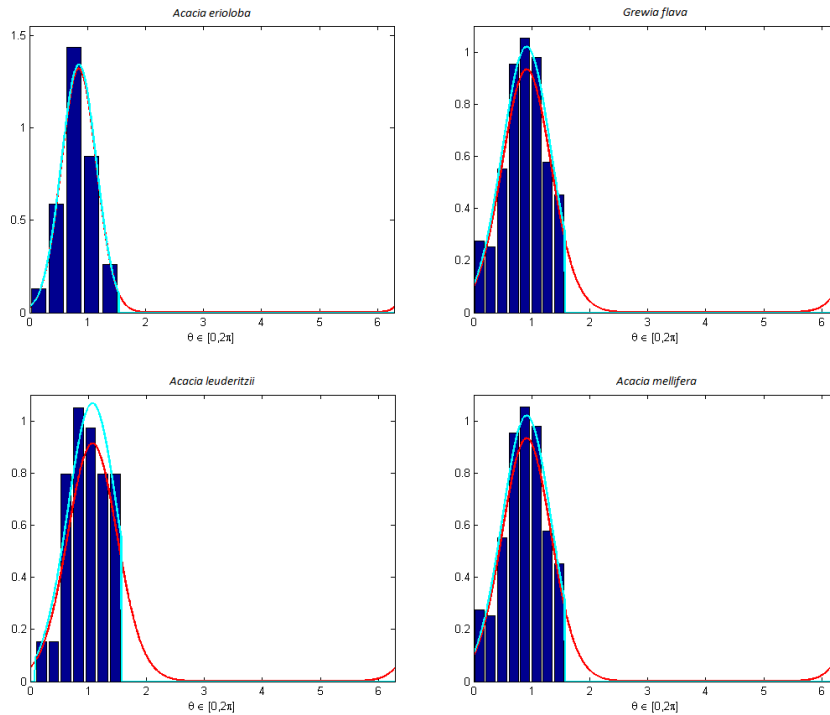 Acacia erioloba
1.5
1
0.5
0
0 1 2 3 4 5 6
θ ∈ [0,2π]
Grewia flava
1
0.8
0.6
0.4
0.2
0
0 1 2 3 4 5 6
θ ∈ [0,2π]
Acacia leuderitzii
1
0.8
0.6
0.4
0.2
0
0 1 2 3 4 5 6
θ ∈ [0,2π]
Acacia mellifera
1
0.8
0.6
0.4
0.2
0
0 1 2 3 4 5 6
θ ∈ [0,2π]